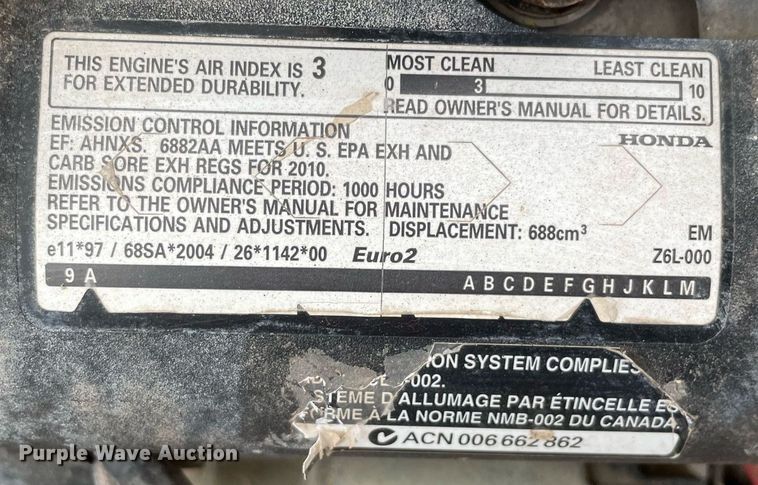 THIS ENGINE'S AIR INDEX IS 3
FOR EXTENDED DURABILITY.
MOST CLEAN LEAST CLEAN
0 3 10
READ OWNER'S MANUAL FOR DETAILS.
EMISSION CONTROL INFORMATION
HONDA
EF: AHNXS. 6882AA MEETS U. S. EPA EXH AND
CARB SORE EXH REGS FOR 2010.
EMISSIONS COMPLIANCE PERIOD: 1000 HOURS
REFER TO THE OWNER'S MANUAL FOR MAINTENANCE
SPECIFICATIONS AND ADJUSTMENTS. DISPLACEMENT: 688cm³ EM
e11*97 / 68SA*2004 / 26*1142*00 Euro2 Z6L-000
9 A A B C D E F G H J K L M
ION SYSTEM COMPLIES
-002.
STÈME D'ALLUMAGE PAR ÉTINCELLE ES
FORME À LA NORME NMB-002 DU CANADA.
ACN 006 662 862
Purple Wave Auction